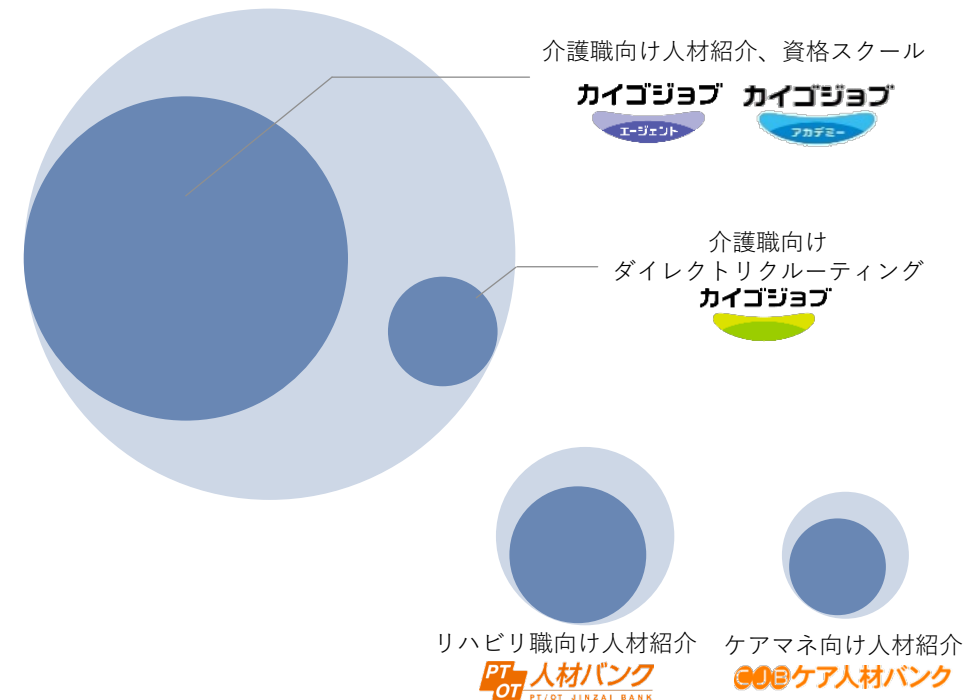 介護職向け人材紹介、資格スクール
カイゴジョブ カイゴジョブ
エージェント アカデミー
介護職向け
ダイレクトリクルーティング
カイゴジョブ
リハビリ職向け人材紹介 ケアマネ向け人材紹介
PT OT 人材バンク CJB ケア人材バンク
PT/OT JINZAI BANK